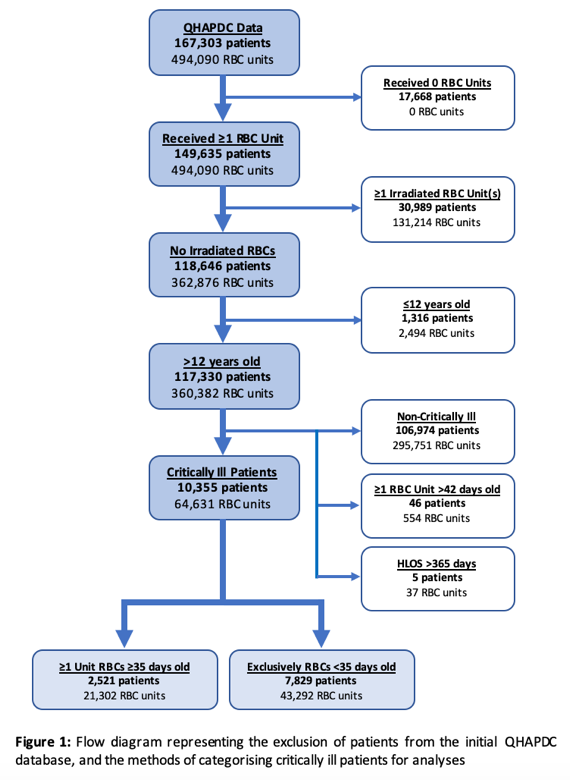 QHAPDC Data
167,303 patients
494,090 RBC units
Received 0 RBC Units
17,668 patients
0 RBC units
Received ≥1 RBC Unit
149,635 patients
494,090 RBC units
≥1 Irradiated RBC Unit(s)
30,989 patients
131,214 RBC units
No Irradiated RBCs
118,646 patients
362,876 RBC units
≤12 years old
1,316 patients
2,494 RBC units
>12 years old
117,330 patients
360,382 RBC units
Non-Critically Ill
106,974 patients
295,751 RBC units
Critically Ill Patients
10,355 patients
64,631 RBC units
≥1 RBC Unit >42 days old
46 patients
554 RBC units
HLOS >365 days
5 patients
37 RBC units
≥1 Unit RBCs ≥35 days old
2,521 patients
21,302 RBC units
Exclusively RBCs <35 days old
7,829 patients
43,292 RBC units
Figure 1: Flow diagram representing the exclusion of patients from the initial QHAPDC
database, and the methods of categorising critically ill patients for analyses